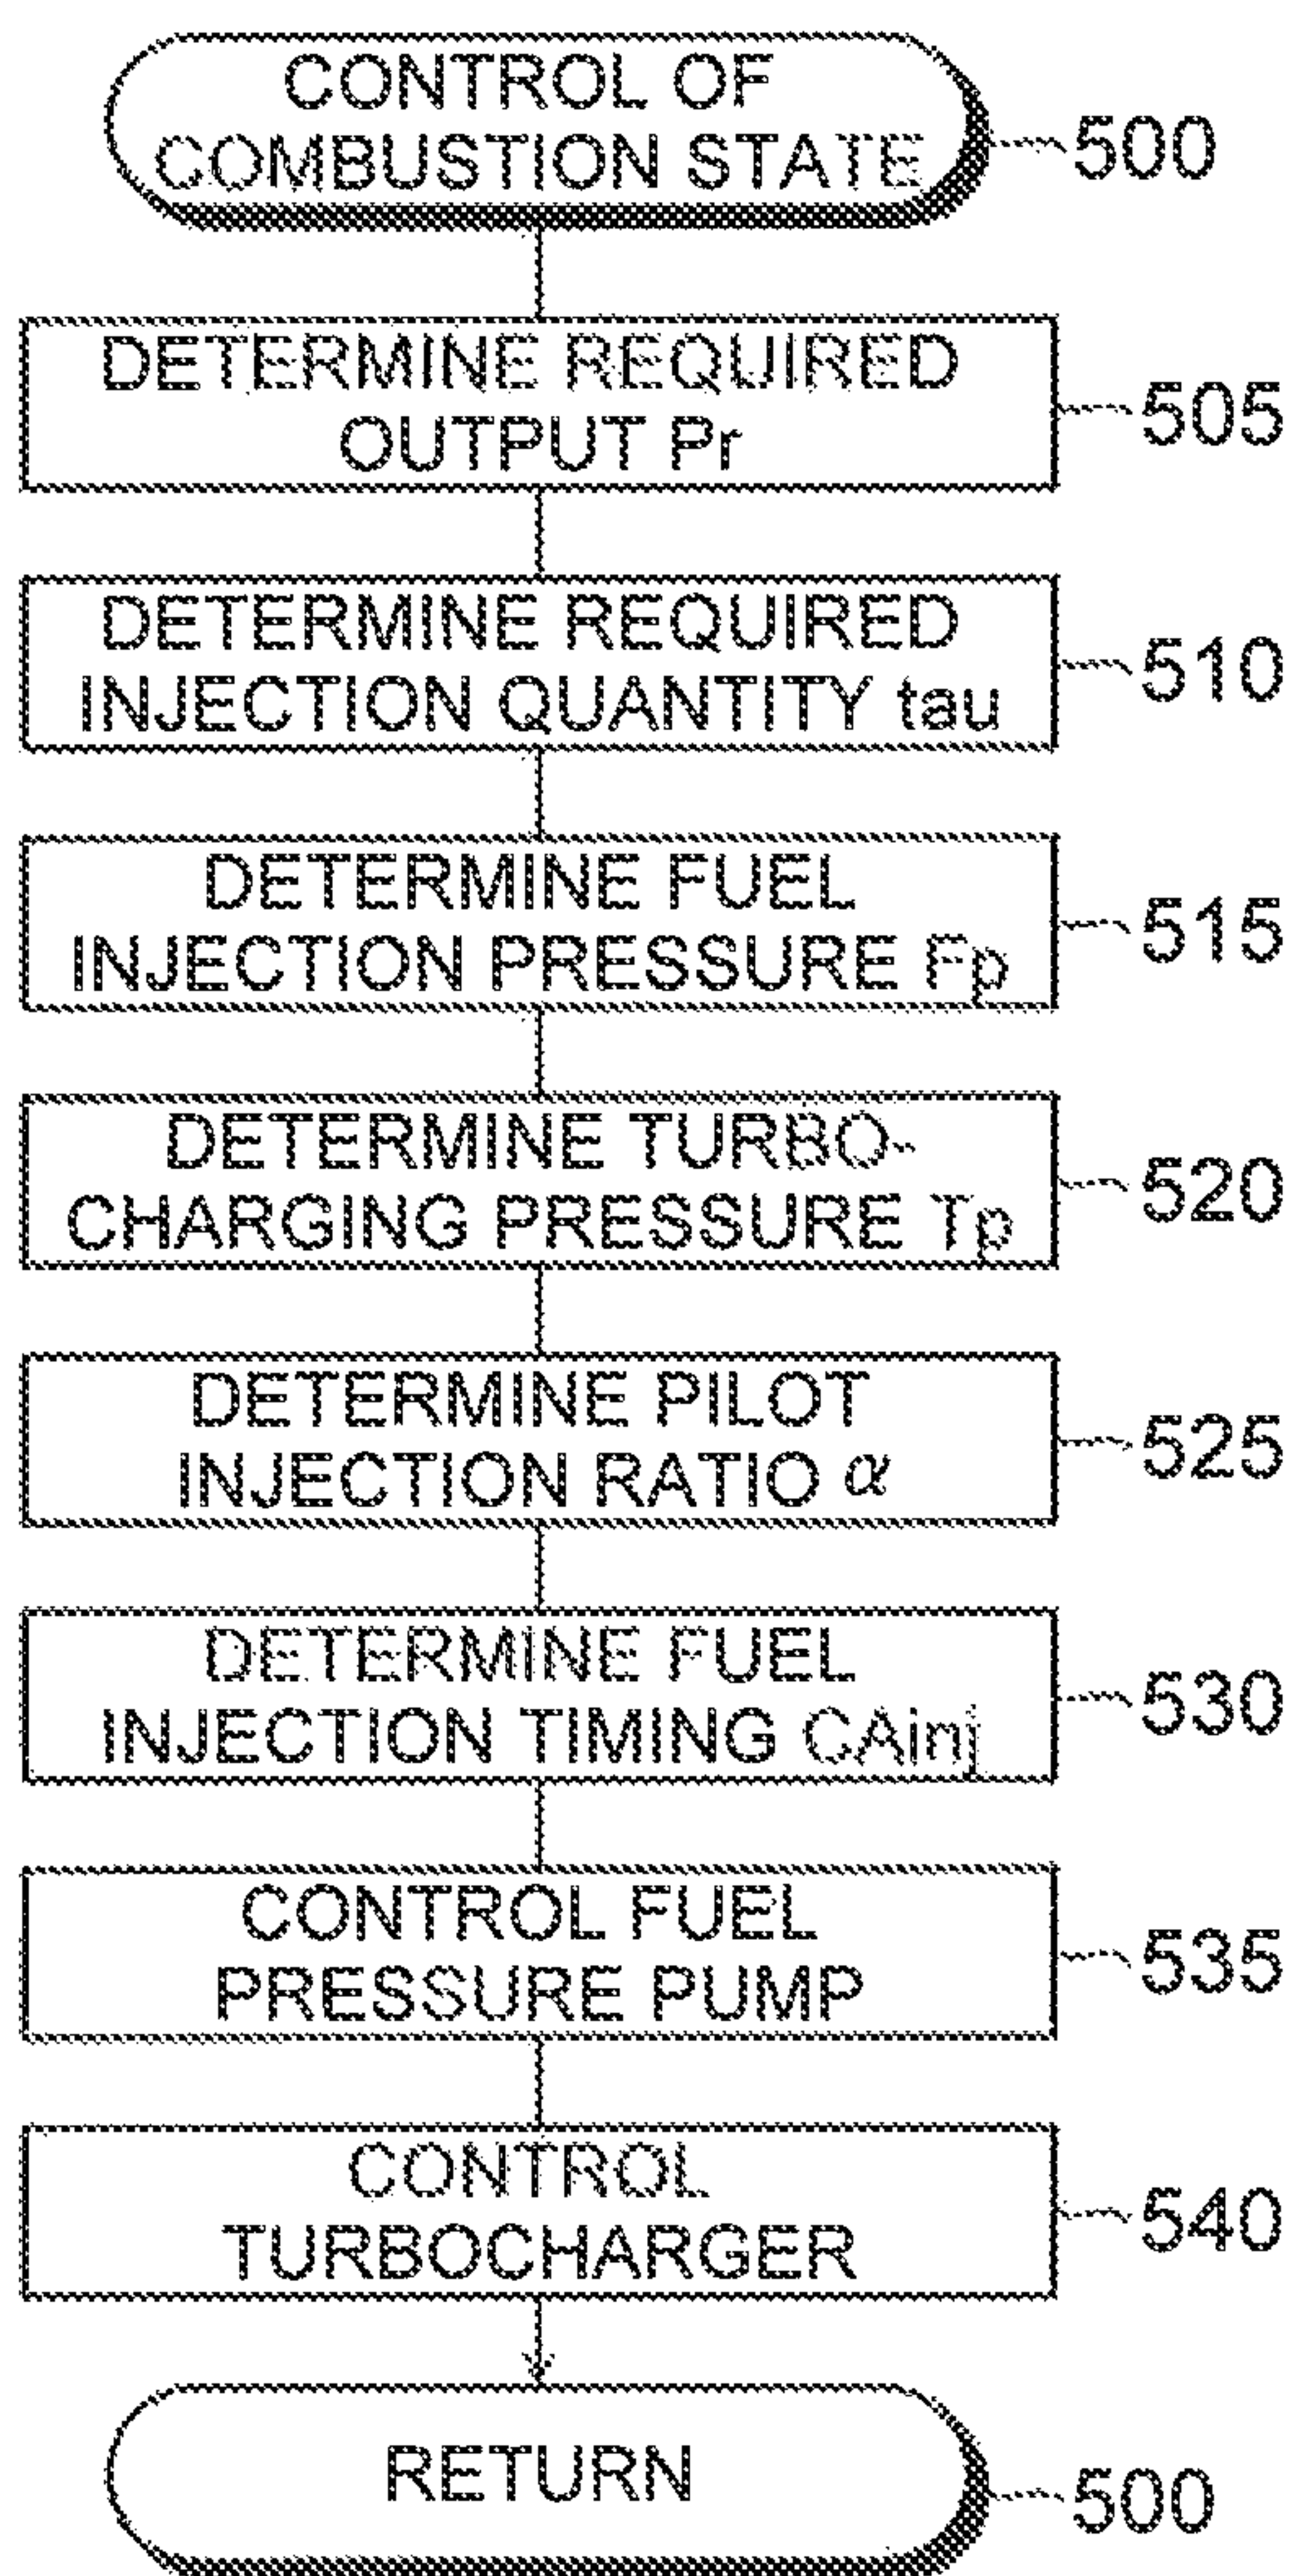 CONTROL OF
COMBUSTION STATE
500
DETERMINE REQUIRED
OUTPUT Pr
505
DETERMINE REQUIRED
INJECTION QUANTITY tau
510
DETERMINE FUEL
INJECTION PRESSURE Fp
515
DETERMINE TURBO-
CHARGING PRESSURE Tp
520
DETERMINE PILOT
INJECTION RATIO α
525
DETERMINE FUEL
INJECTION TIMING CAinj
530
CONTROL FUEL
PRESSURE PUMP
535
CONTROL
TURBOCHARGER
540
RETURN
500